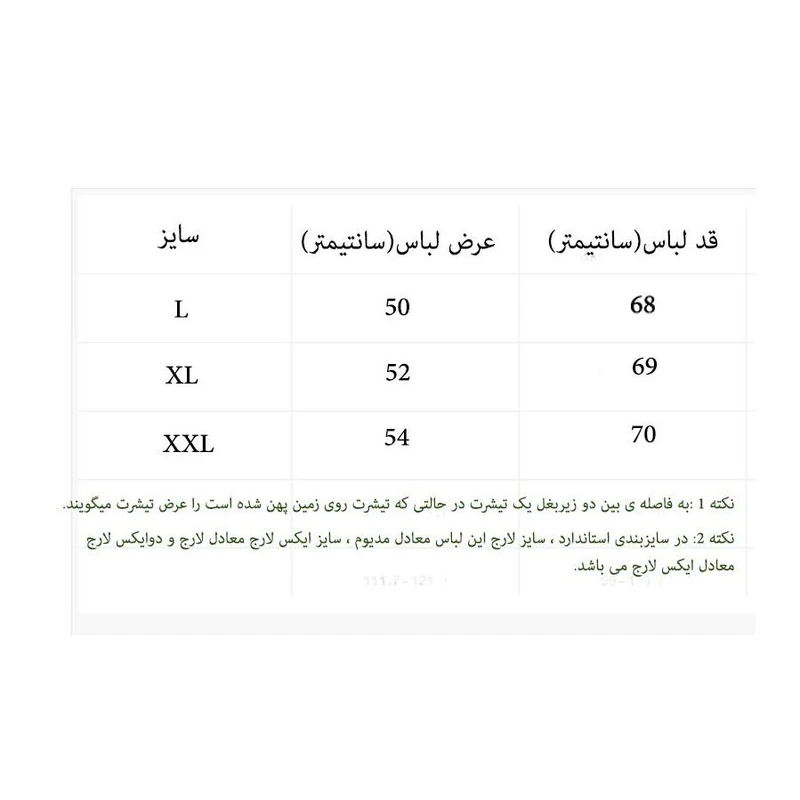 قد لباس(سانتیمتر) عرض لباس(سانتیمتر) سایز
68 50 L
69 52 XL
70 54 XXL
نکته 1 :به فاصله ی بین دو زیربغل یک تیشرت در حالتی که تیشرت روی زمین پهن شده است را عرض تیشرت میگویند.
نکته 2: در سایزبندی استاندارد ، سایز لارج این لباس معادل مدیوم ، سایز ایکس لارج معادل لارج و دوایکس لارج
معادل ایکس لارج می باشد.
111.7-121